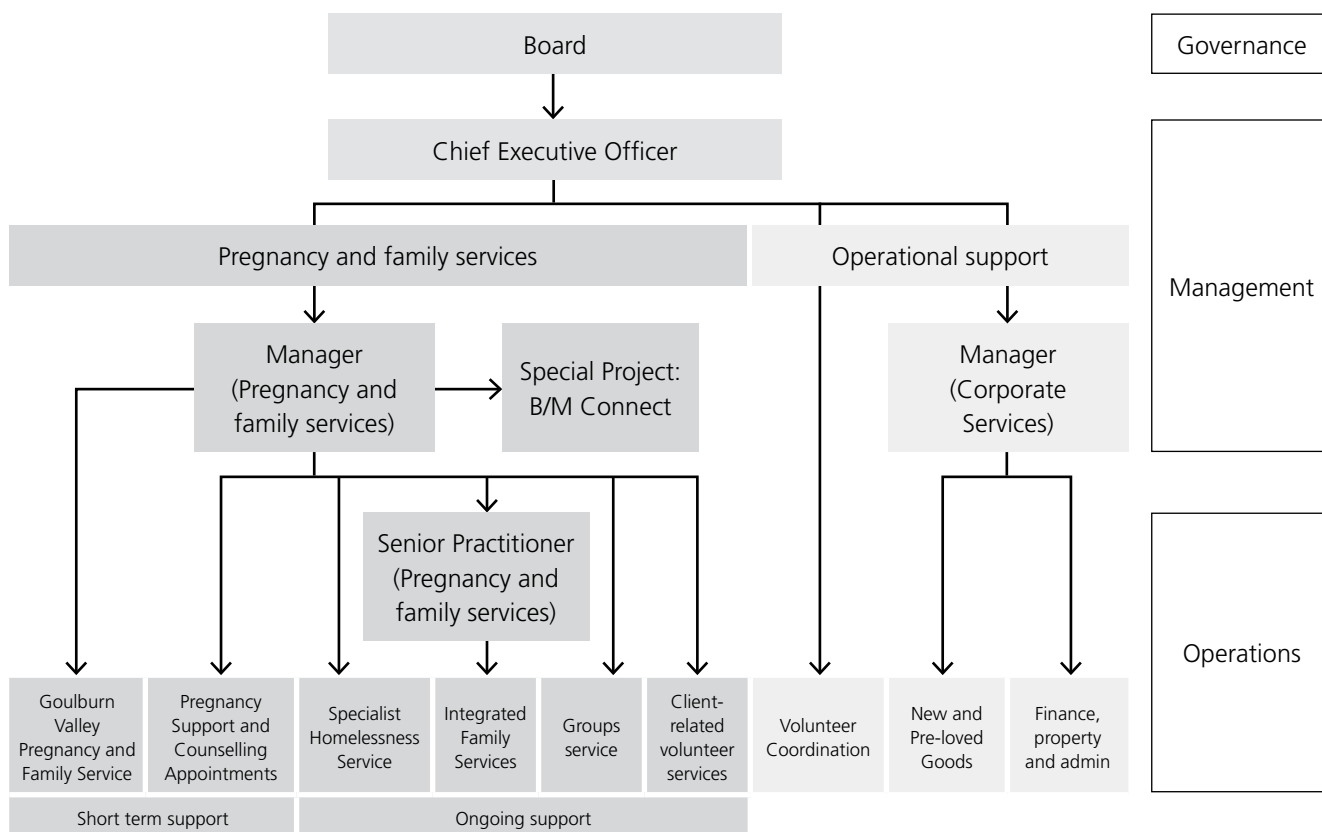 Board
Governance
Chief Executive Officer
Management
Pregnancy and family services
Operational support
Manager
(Pregnancy and
family services)
Special Project:
B/M Connect
Manager
(Corporate
Services)
Senior Practitioner
(Pregnancy and
family services)
Operations
Goulburn
Valley
Pregnancy and
Family Service
Pregnancy
Support and
Counselling
Appointments
Specialist
Homelessness
Service
Integrated
Family
Services
Groups
service
Client-
related
volunteer
services
Volunteer
Coordination
New and
Pre-loved
Goods
Finance,
property
and admin
Short term support
Ongoing support